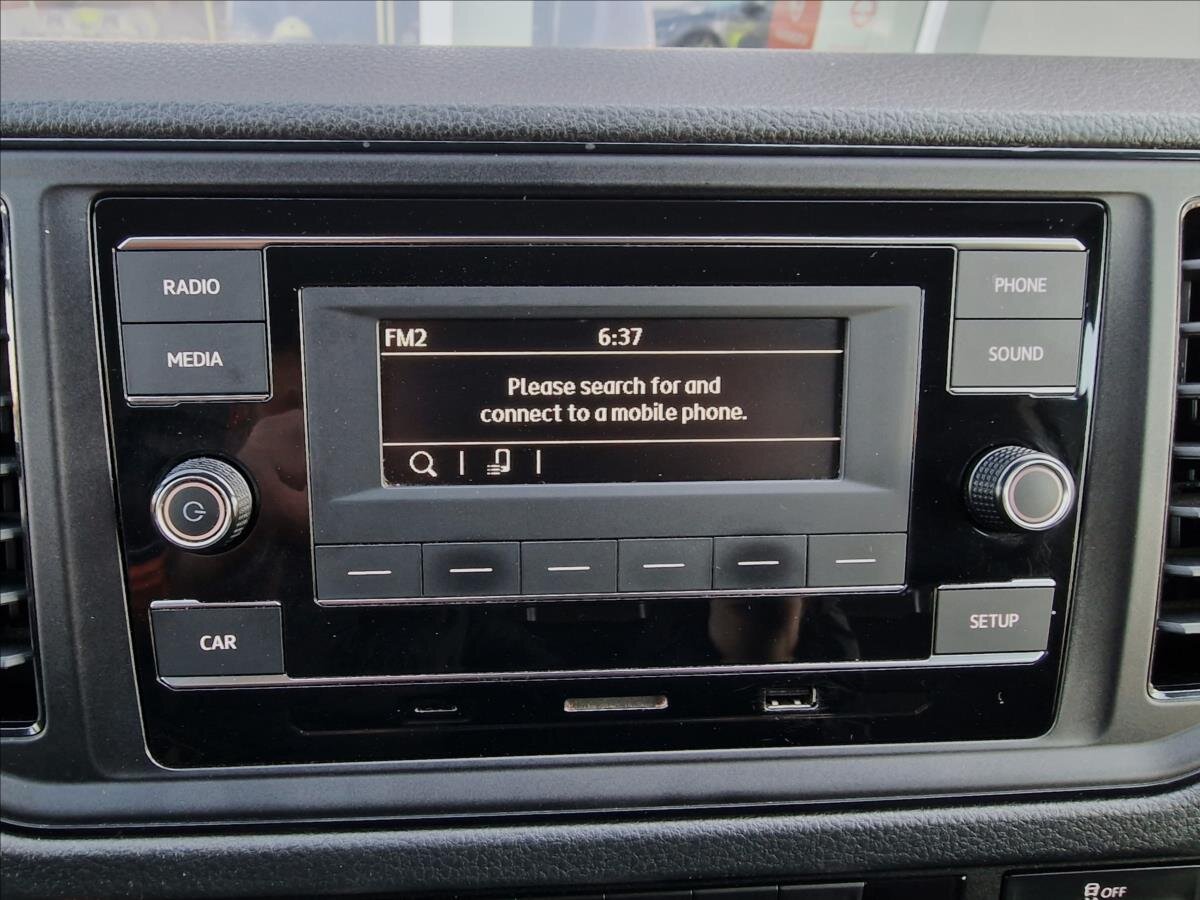 RADIO
PHONE
MEDIA
SOUND
FM2 6:37
Please search for and
connect to a mobile phone.
CAR
SETUP
OFF